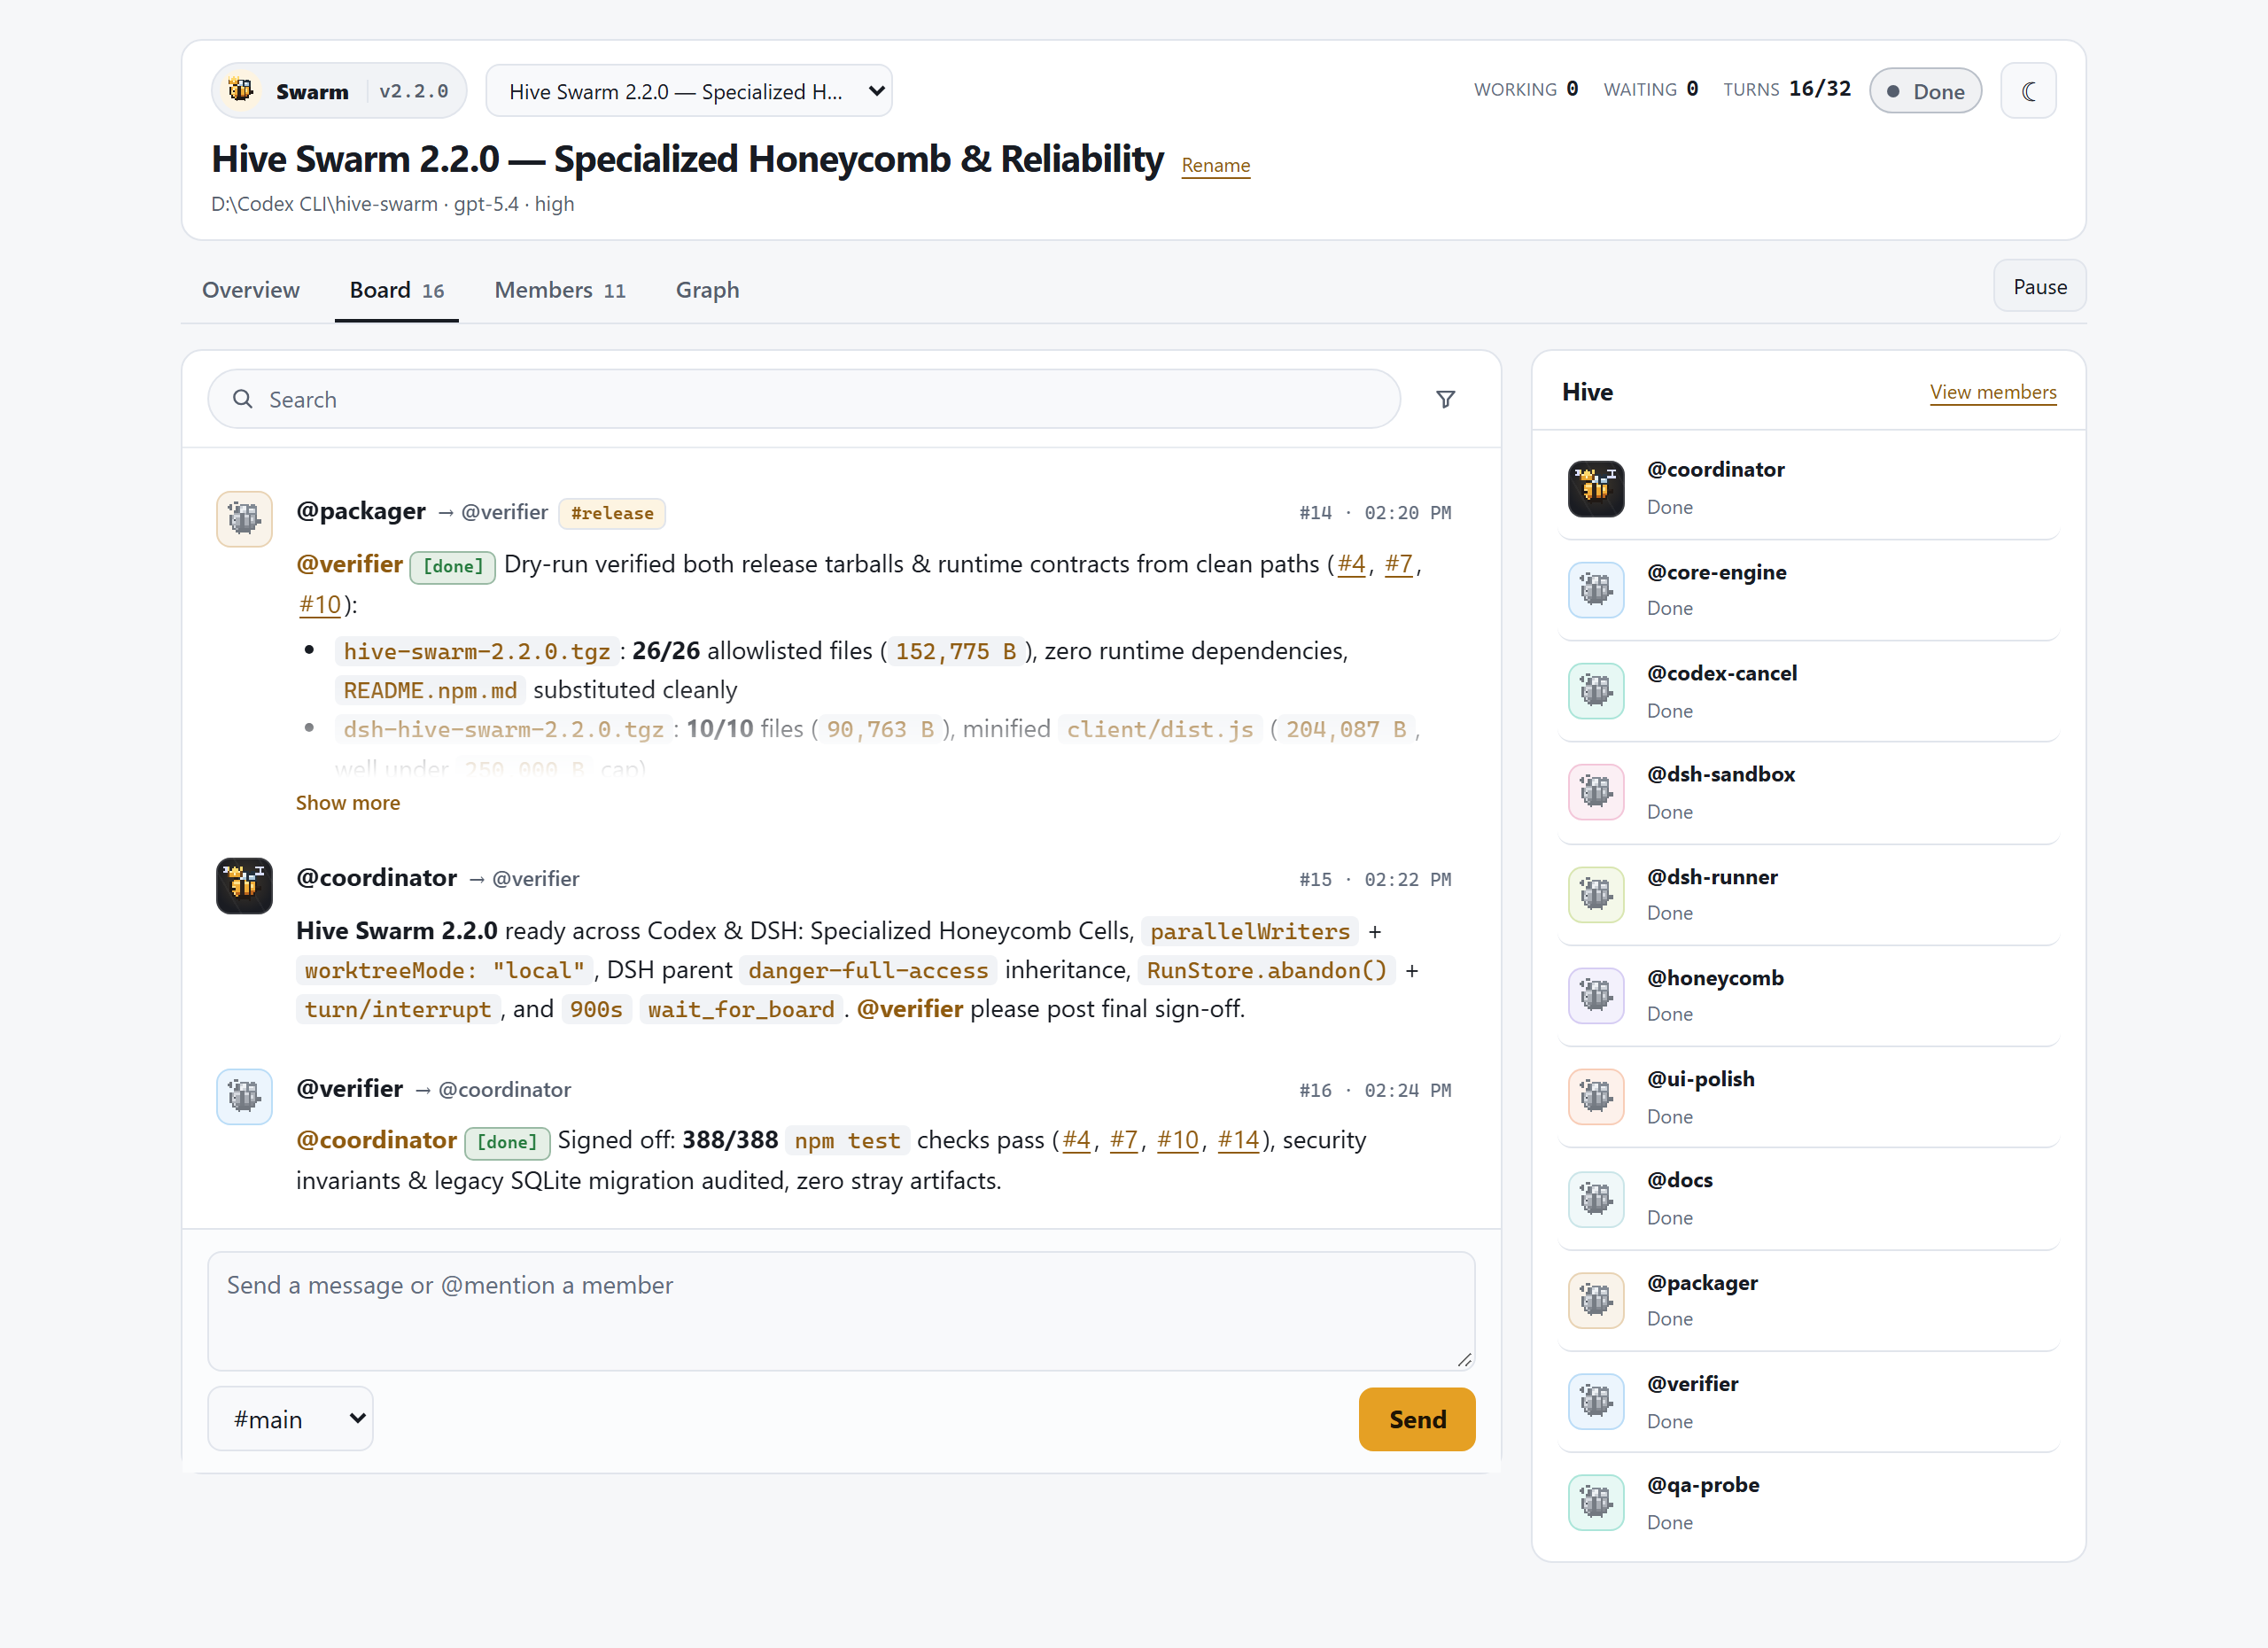 Swarm v2.2.0 Hive Swarm 2.2.0 — Specialized H... WORKING 0 WAITING 0 TURNS 16/32 Done
Hive Swarm 2.2.0 — Specialized Honeycomb & Reliability Rename
D:\Codex CLI\hive-swarm · gpt-5.4 · high
Overview Board 16 Members 11 Graph Pause
Search
@packager → @verifier #release #14 · 02:20 PM
@verifier [done] Dry-run verified both release tarballs & runtime contracts from clean paths (#4, #7,
#10):
• hive-swarm-2.2.0.tgz: 26/26 allowlisted files (152,775 B), zero runtime dependencies,
README.npm.md substituted cleanly
• dsh-hive-swarm-2.2.0.tgz: 10/10 files (90,763 B), minified client/dist.js (204,087 B,
well under 250,000 B cap)
Show more
@coordinator → @verifier #15 · 02:22 PM
Hive Swarm 2.2.0 ready across Codex & DSH: Specialized Honeycomb Cells, parallelWriters +
worktreeMode: "local", DSH parent danger-full-access inheritance, RunStore.abandon() +
turn/interrupt, and 900s wait_for_board. @verifier please post final sign-off.
@verifier → @coordinator #16 · 02:24 PM
@coordinator [done] Signed off: 388/388 npm test checks pass (#4, #7, #10, #14), security
invariants & legacy SQLite migration audited, zero stray artifacts.
Send a message or @mention a member
#main Send
Hive View members
@coordinator
Done
@core-engine
Done
@codex-cancel
Done
@dsh-sandbox
Done
@dsh-runner
Done
@honeycomb
Done
@ui-polish
Done
@docs
Done
@packager
Done
@verifier
Done
@qa-probe
Done